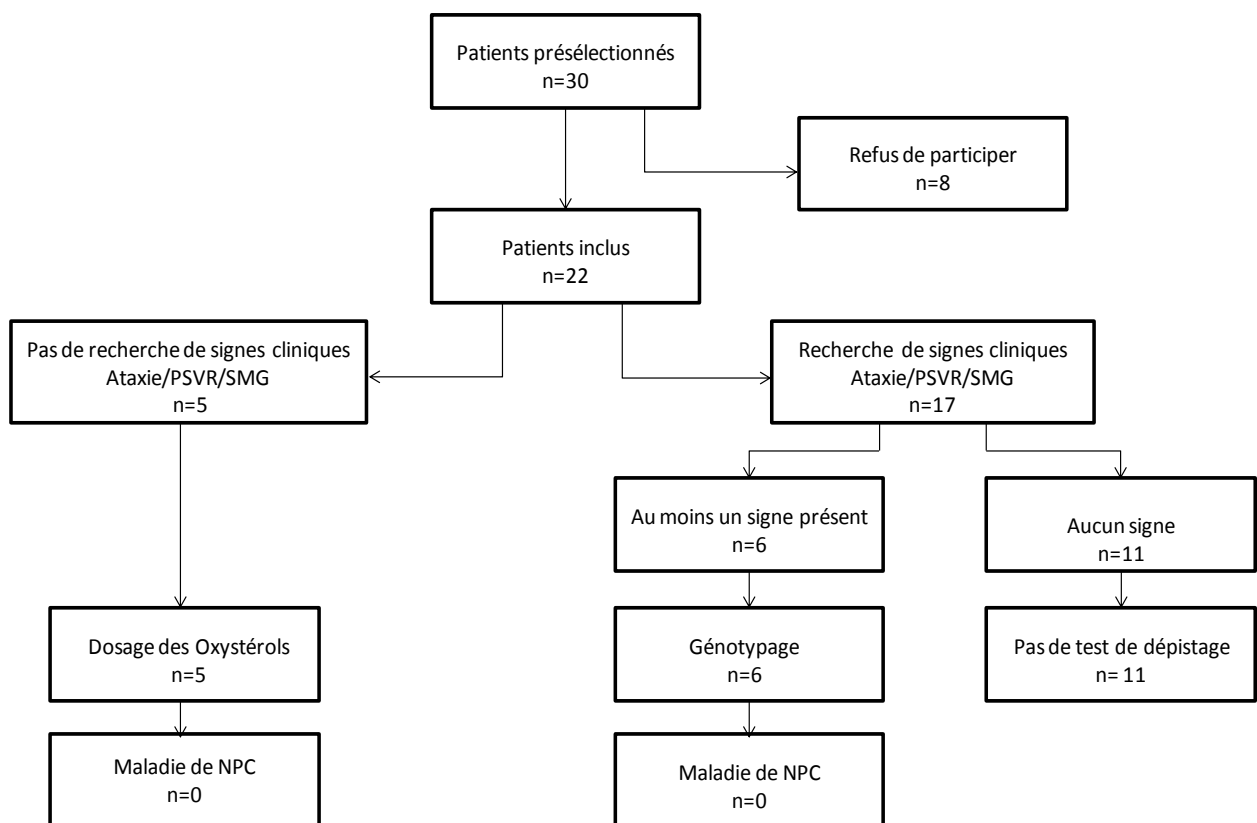 Patients présélectionnés
n=30
Refus de participer
n=8
Patients inclus
n=22
Pas de recherche de signes cliniques
Ataxie/PSVR/SMG
n=5
Recherche de signes cliniques
Ataxie/PSVR/SMG
n=17
Au moins un signe présent
n=6
Aucun signe
n=11
Dosage des Oxystérols
n=5
Génotypage
n=6
Pas de test de dépistage
n= 11
Maladie de NPC
n=0
Maladie de NPC
n=0